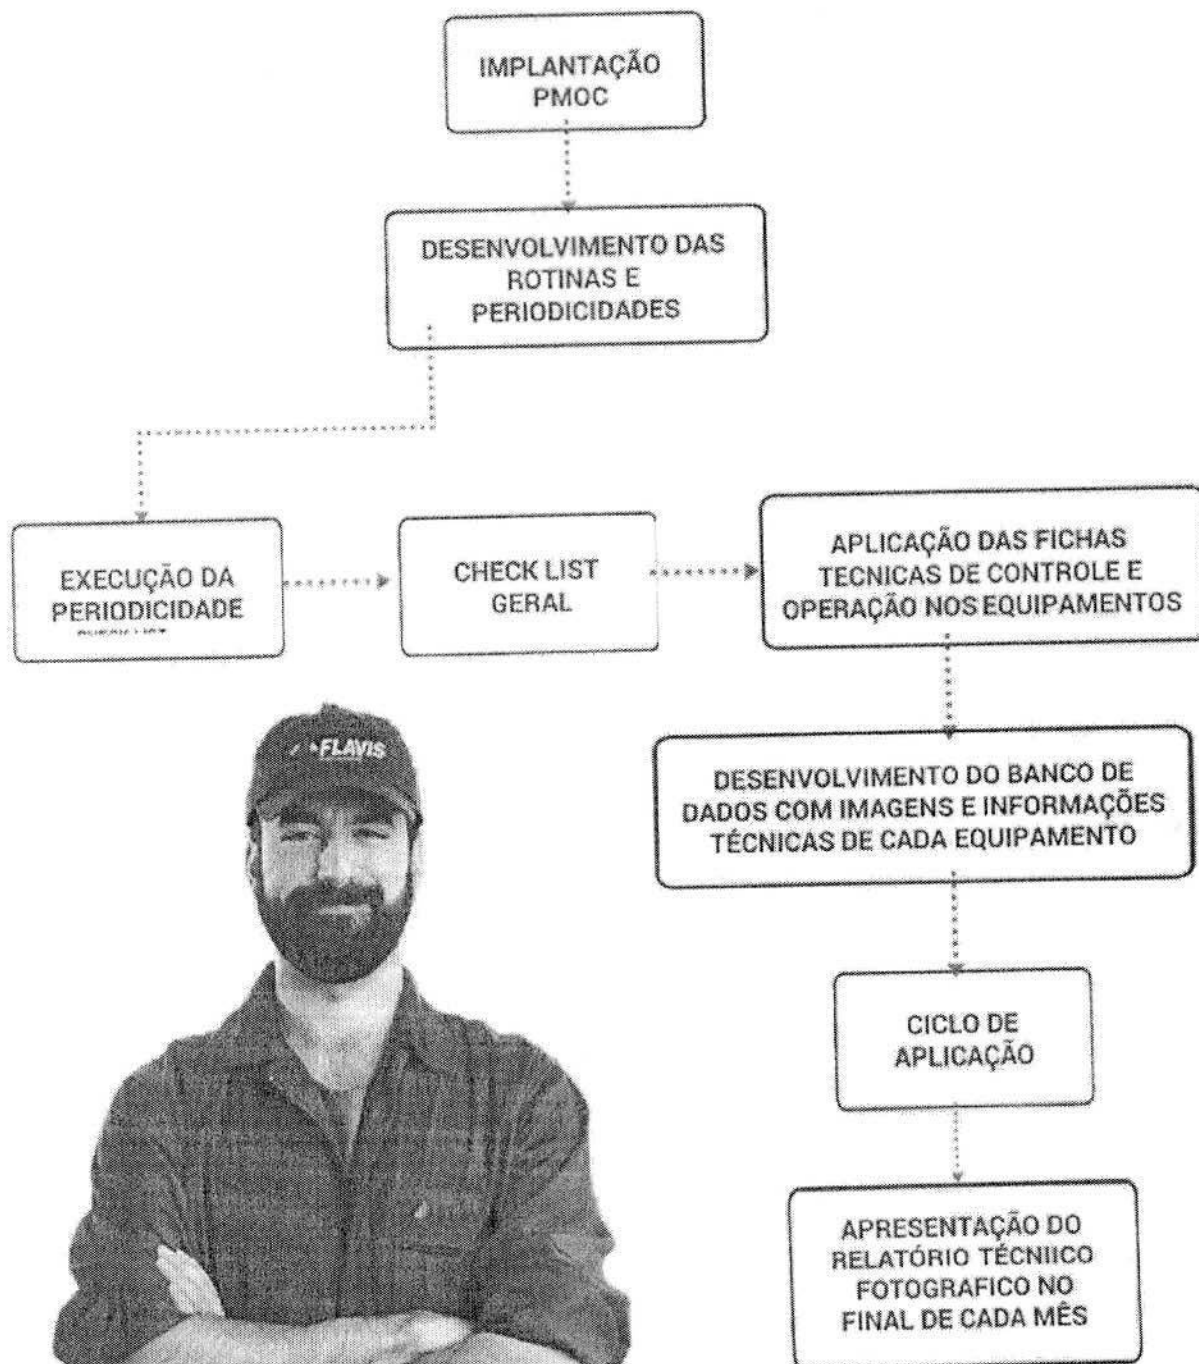 IMPLANTAÇÃO
PMOC
DESENVOLVIMENTO DAS
ROTINAS E
PERIODICIDADES
EXECUÇÃO DA
PERIODICIDADE
CHECK LIST
GERAL
APLICAÇÃO DAS FICHAS
TECNICAS DE CONTROLE E
OPERAÇÃO NOS EQUIPAMENTOS
FLAVIS
DESENVOLVIMENTO DO BANCO DE
DADOS COM IMAGENS E INFORMAÇÕES
TÉCNICAS DE CADA EQUIPAMENTO
CICLO DE
APLICAÇÃO
APRESENTAÇÃO DO
RELATÓRIO TÉCNIICO
FOTOGRAFICO NO
FINAL DE CADA MÊS